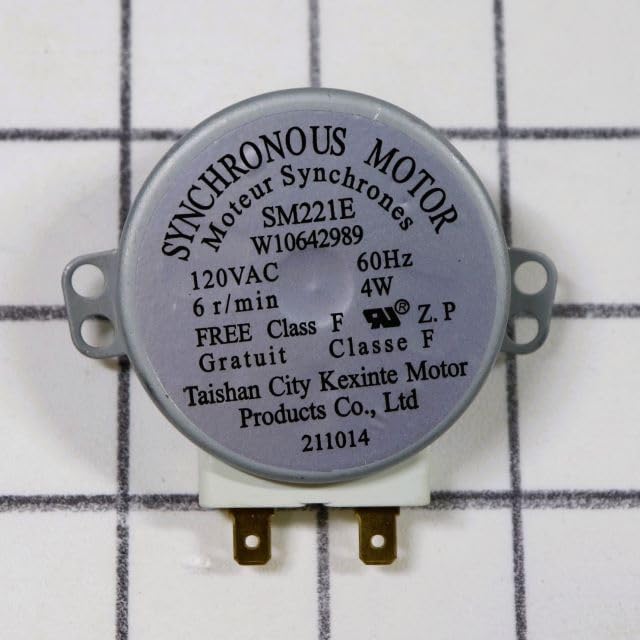 SYNCHRONOUS MOTOR
Moteur Synchrones
SM221E
W10642989
120VAC 60Hz
6 r/min 4W
FREE Class F ® Z.P
Gratuit Classe F
Taishan City Kexinte Motor
Products Co., Ltd
211014